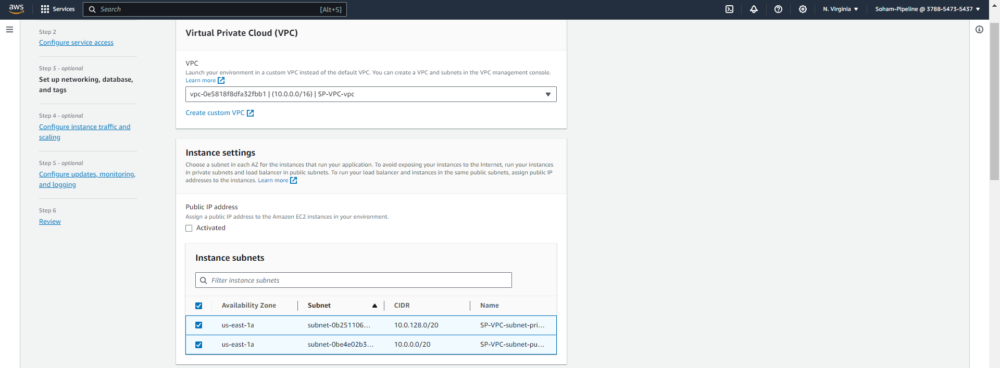 aws
Services
Search
[Alt+S]
N. Virginia
Soham-Pipeline @ 3788-5473-5437
Step 2
Configure service access
Step 3 - optional
Set up networking, database,
and tags
Step 4 - optional
Configure instance traffic and
scaling
Step 5 - optional
Configure updates, monitoring,
and logging
Step 6
Review
Virtual Private Cloud (VPC)
VPC
Launch your environment in a custom VPC instead of the default VPC. You can create a VPC and subnets in the VPC management console.
Learn more
vpc-0e5818f8dfa32fbb1 | (10.0.0.0/16) | SP-VPC-vpc
Create custom VPC
Instance settings
Choose a subnet in each AZ for the instances that run your application. To avoid exposing your instances to the Internet, run your instances
in private subnets and load balancer in public subnets. To run your load balancer and instances in the same public subnets, assign public IP
addresses to the instances. Learn more
Public IP address
Assign a public IP address to the Amazon EC2 instances in your environment.
Activated
Instance subnets
Filter instance subnets
Availability Zone Subnet CIDR Name
us-east-1a subnet-0b251106... 10.0.128.0/20 SP-VPC-subnet-pri...
us-east-1a subnet-0be4e02b3... 10.0.0.0/20 SP-VPC-subnet-pu...